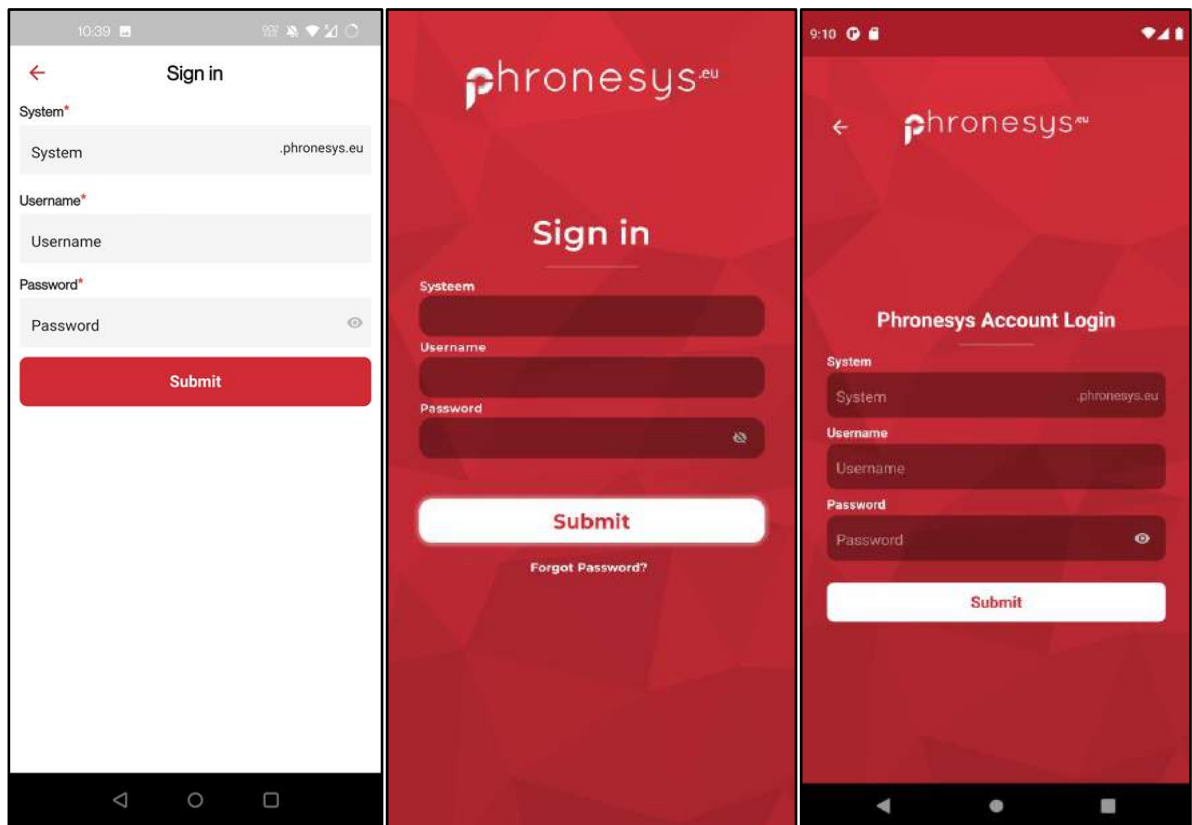 10:39
Sign in
System*
System .phronesys.eu
Username*
Username
Password*
Password
Submit
phronesys.eu
Sign in
Systeem
Username
Password
Submit
Forgot Password?
9:10
phronesys.eu
Phronesys Account Login
System
System .phronesys.eu
Username
Username
Password
Password
Submit